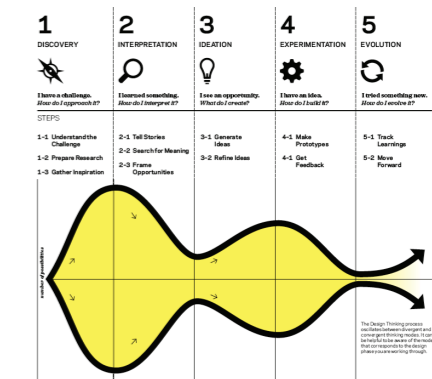 1
DISCOVERY
I have a challenge.
How do I approach it?
2
INTERPRETATION
I learned something.
How do I interpret it?
3
IDEATION
I see an opportunity.
What do I create?
4
EXPERIMENTATION
I have an idea.
How do I build it?
5
EVOLUTION
I tried something new.
How do I evolve it?
STEPS
1-1 Understand the
Challenge
1-2 Prepare Research
1-3 Gather Inspiration
2-1 Tell Stories
2-2 Search for Meaning
2-3 Frame
Opportunities
3-1 Generate
Ideas
3-2 Refine Ideas
4-1 Make
Prototypes
4-1 Get
Feedback
5-1 Track
Learnings
5-2 Move
Forward
number of possibilities
The Design Thinking process
oscillates between divergent and
convergent thinking modes. It can
be helpful to be aware of the mode
that corresponds to the design
phase you are working through.